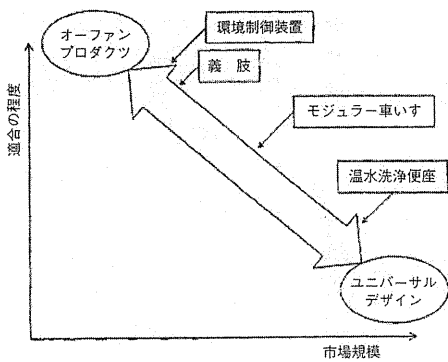 オーファン
プロダクツ
環境制御装置
義肢
モジュラー車いす
温水洗浄便座
ユニバーサル
デザイン
適合の程度
市場規模